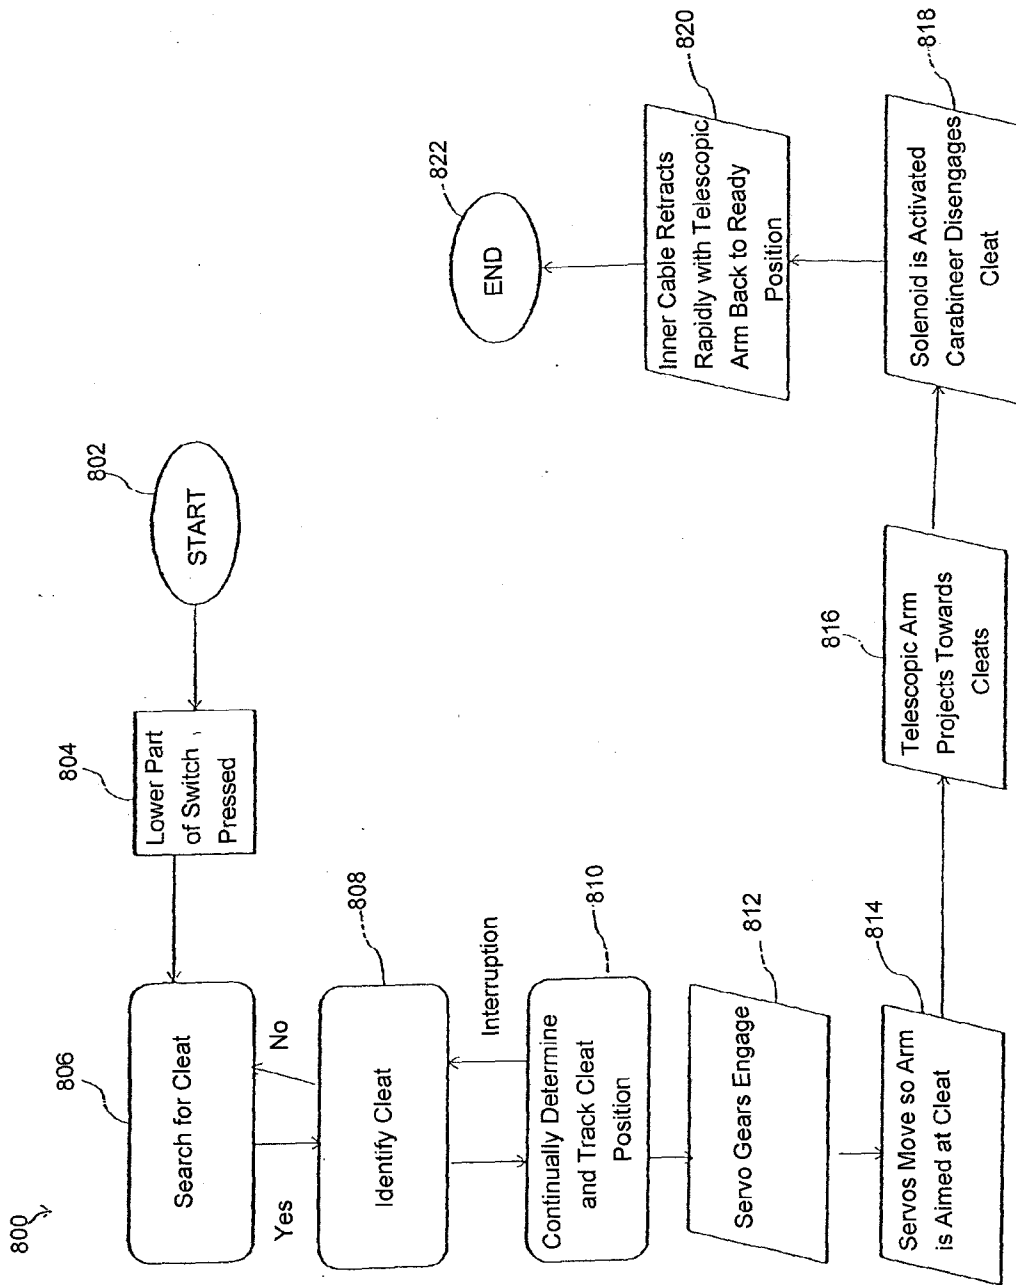 800
802
START
804
Lower Part
of Switch
Pressed
806
Search for Cleat
Yes
No
808
Identify Cleat
Interruption
810
Continually Determine
and Track Cleat
Position
812
Servo Gears Engage
814
Servos Move so Arm
is Aimed at Cleat
816
Telescopic Arm
Projects Towards
Cleats
818
Solenoid is Activated
Carabineer Disengages
Cleat
820
Inner Cable Retracts
Rapidly with Telescopic
Arm Back to Ready
Position
822
END